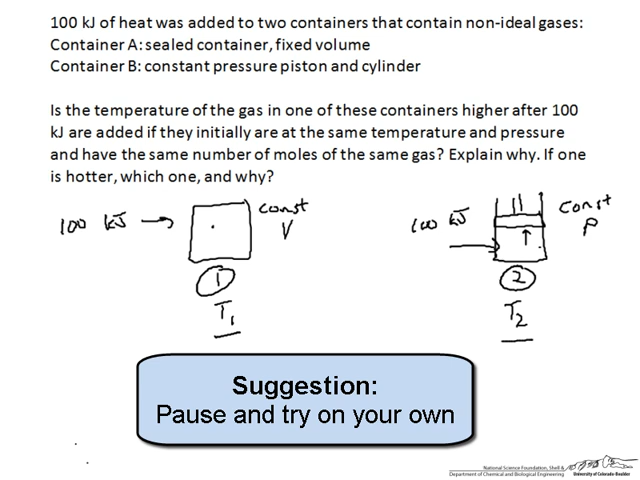 100 kJ of heat was added to two containers that contain non-ideal gases:
Container A: sealed container, fixed volume
Container B: constant pressure piston and cylinder
Is the temperature of the gas in one of these containers higher after 100
kJ are added if they initially are at the same temperature and pressure
and have the same number of moles of the same gas? Explain why. If one
is hotter, which one, and why?
100 kJ → const V
1
T1
100 kJ const P
2
T2
Suggestion:
Pause and try on your own
National Science Foundation, Shell &
Department of Chemical and Biological Engineering
University of Colorado Boulder